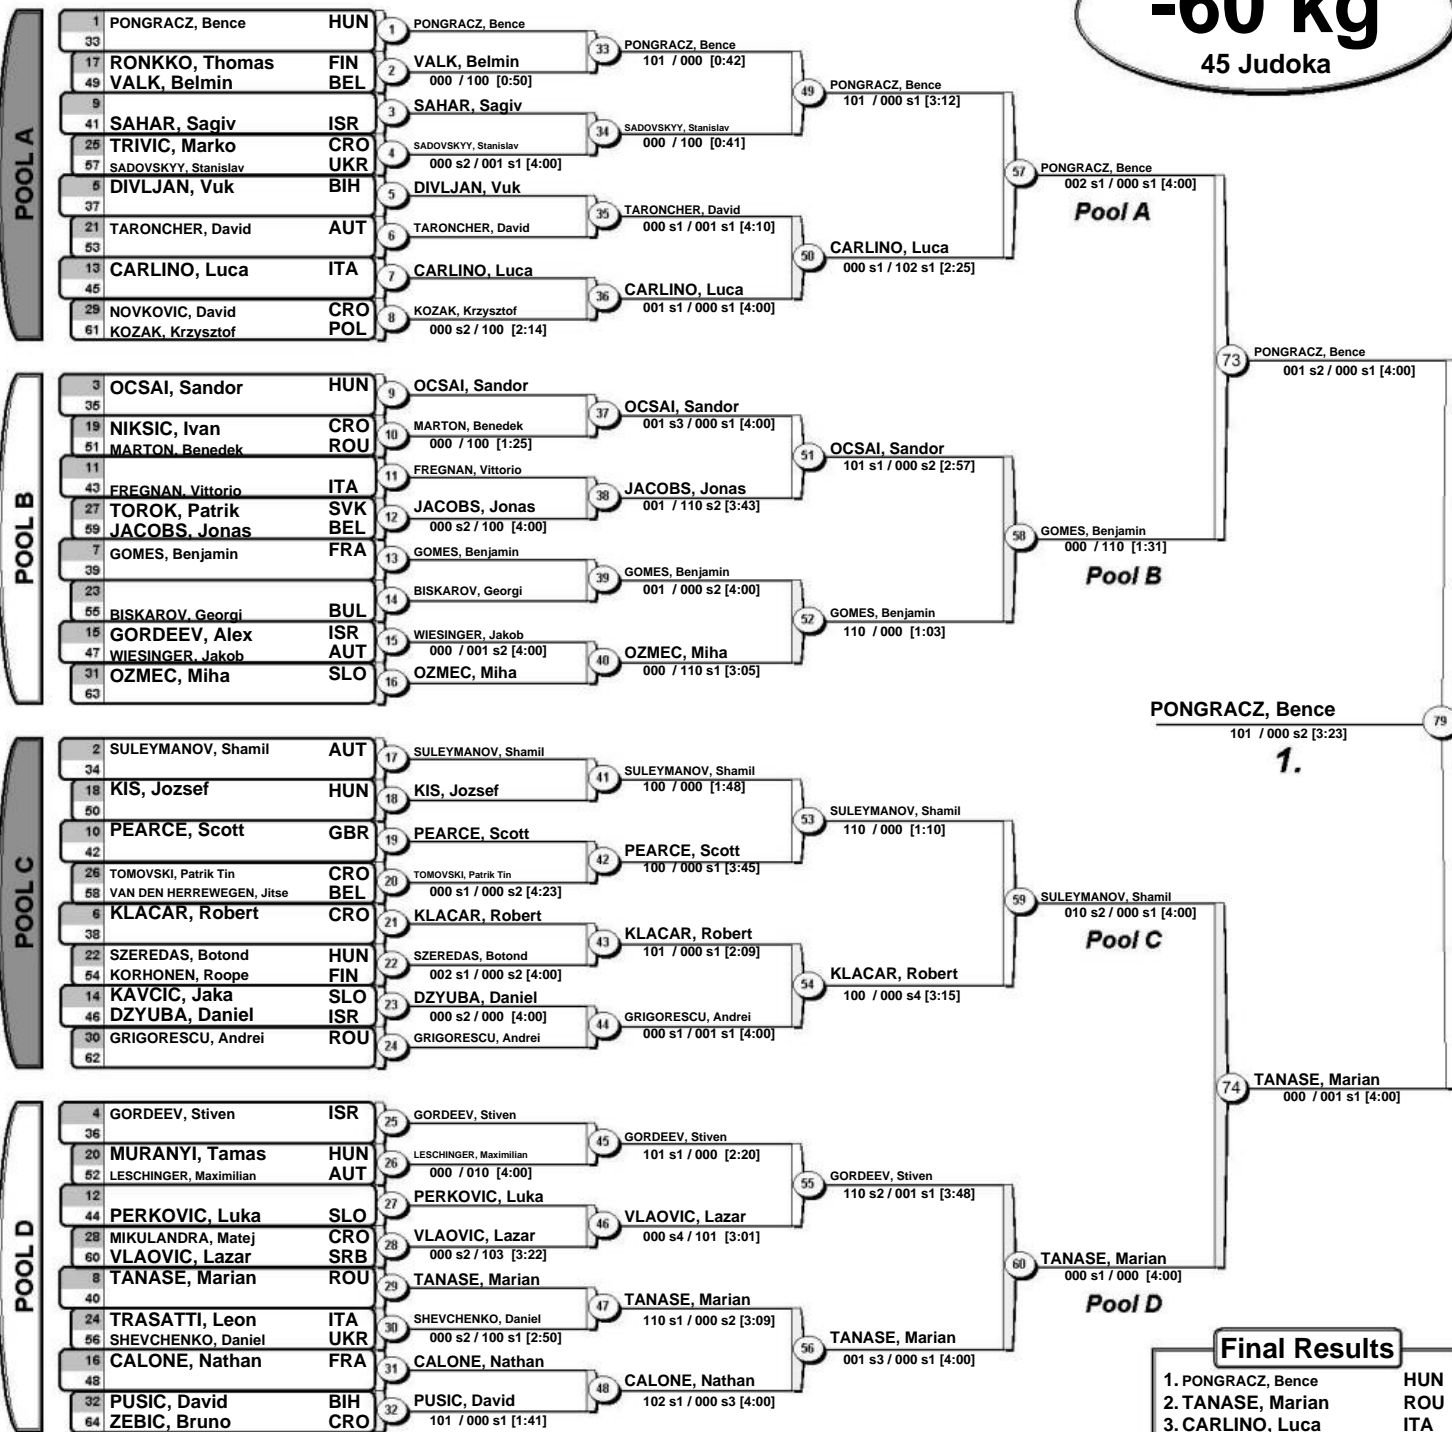 -60 kg
45 Judoka
POOL A
1 PONGRACZ, Bence HUN
33
17 RONKKO, Thomas FIN
49 VALK, Belmin BEL
9
41 SAHAR, Sagiv ISR
25 TRIVIC, Marko CRO
57 SADOVSKYY, Stanislav UKR
5 DIVLJAN, Vuk BIH
37
21 TARONCHER, David AUT
53
13 CARLINO, Luca ITA
45
29 NOVKOVIC, David CRO
61 KOZAK, Krzysztof POL
1 PONGRACZ, Bence
2 VALK, Belmin
000 / 100 [0:50]
3 SAHAR, Sagiv
4 SADOVSKYY, Stanislav
000 s2 / 001 s1 [4:00]
5 DIVLJAN, Vuk
6 TARONCHER, David
7 CARLINO, Luca
8 KOZAK, Krzysztof
000 s2 / 100 [2:14]
33 PONGRACZ, Bence
101 / 000 [0:42]
34 SADOVSKYY, Stanislav
000 / 100 [0:41]
35 TARONCHER, David
000 s1 / 001 s1 [4:10]
36 CARLINO, Luca
001 s1 / 000 s1 [4:00]
49 PONGRACZ, Bence
101 / 000 s1 [3:12]
50 CARLINO, Luca
000 s1 / 102 s1 [2:25]
57 PONGRACZ, Bence
002 s1 / 000 s1 [4:00]
Pool A
POOL B
3 OCSAI, Sandor HUN
35
19 NIKSIC, Ivan CRO
51 MARTON, Benedek ROU
11
43 FREGNAN, Vittorio ITA
27 TOROK, Patrik SVK
59 JACOBS, Jonas BEL
7 GOMES, Benjamin FRA
39
23
55 BISKAROV, Georgi BUL
15 GORDEEV, Alex ISR
47 WIESINGER, Jakob AUT
31 OZMEC, Miha SLO
63
9 OCSAI, Sandor
10 MARTON, Benedek
000 / 100 [1:25]
11 FREGNAN, Vittorio
12 JACOBS, Jonas
000 s2 / 100 [4:00]
13 GOMES, Benjamin
14 BISKAROV, Georgi
15 WIESINGER, Jakob
000 / 001 s2 [4:00]
16 OZMEC, Miha
37 OCSAI, Sandor
001 s3 / 000 s1 [4:00]
38 JACOBS, Jonas
001 / 110 s2 [3:43]
39 GOMES, Benjamin
001 / 000 s2 [4:00]
40 OZMEC, Miha
000 / 110 s1 [3:05]
51 OCSAI, Sandor
101 s1 / 000 s2 [2:57]
52 GOMES, Benjamin
110 / 000 [1:03]
58 GOMES, Benjamin
000 / 110 [1:31]
Pool B
73 PONGRACZ, Bence
001 s2 / 000 s1 [4:00]
PONGRACZ, Bence 79
101 / 000 s2 [3:23]
1.
POOL C
2 SULEYMANOV, Shamil AUT
34
18 KIS, Jozsef HUN
50
10 PEARCE, Scott GBR
42
26 TOMOVSKI, Patrik Tin CRO
58 VAN DEN HERREWEGEN, Jitse BEL
6 KLACAR, Robert CRO
38
22 SZEREDAS, Botond HUN
54 KORHONEN, Roope FIN
14 KAVCIC, Jaka SLO
46 DZYUBA, Daniel ISR
30 GRIGORESCU, Andrei ROU
62
17 SULEYMANOV, Shamil
18 KIS, Jozsef
19 PEARCE, Scott
20 TOMOVSKI, Patrik Tin
000 s1 / 000 s2 [4:23]
21 KLACAR, Robert
22 SZEREDAS, Botond
002 s1 / 000 s2 [4:00]
23 DZYUBA, Daniel
000 s2 / 000 [4:00]
24 GRIGORESCU, Andrei
41 SULEYMANOV, Shamil
100 / 000 [1:48]
42 PEARCE, Scott
100 / 000 s1 [3:45]
43 KLACAR, Robert
101 / 000 s1 [2:09]
44 GRIGORESCU, Andrei
000 s1 / 001 s1 [4:00]
53 SULEYMANOV, Shamil
110 / 000 [1:10]
54 KLACAR, Robert
100 / 000 s4 [3:15]
59 SULEYMANOV, Shamil
010 s2 / 000 s1 [4:00]
Pool C
POOL D
4 GORDEEV, Stiven ISR
36
20 MURANYI, Tamas HUN
52 LESCHINGER, Maximilian AUT
12
44 PERKOVIC, Luka SLO
28 MIKULANDRA, Matej CRO
60 VLAOVIC, Lazar SRB
8 TANASE, Marian ROU
40
24 TRASATTI, Leon ITA
56 SHEVCHENKO, Daniel UKR
16 CALONE, Nathan FRA
48
32 PUSIC, David BIH
64 ZEBIC, Bruno CRO
25 GORDEEV, Stiven
26 LESCHINGER, Maximilian
000 / 010 [4:00]
27 PERKOVIC, Luka
28 VLAOVIC, Lazar
000 s2 / 103 [3:22]
29 TANASE, Marian
30 SHEVCHENKO, Daniel
000 s2 / 100 s1 [2:50]
31 CALONE, Nathan
32 PUSIC, David
101 / 000 s1 [1:41]
45 GORDEEV, Stiven
101 s1 / 000 [2:20]
46 VLAOVIC, Lazar
000 s4 / 101 [3:01]
47 TANASE, Marian
110 s1 / 000 s2 [3:09]
48 CALONE, Nathan
102 s1 / 000 s3 [4:00]
55 GORDEEV, Stiven
110 s2 / 001 s1 [3:48]
56 TANASE, Marian
001 s3 / 000 s1 [4:00]
60 TANASE, Marian
000 s1 / 000 [4:00]
Pool D
74 TANASE, Marian
000 / 001 s1 [4:00]
Final Results
1. PONGRACZ, Bence HUN
2. TANASE, Marian ROU
3. CARLINO, Luca ITA